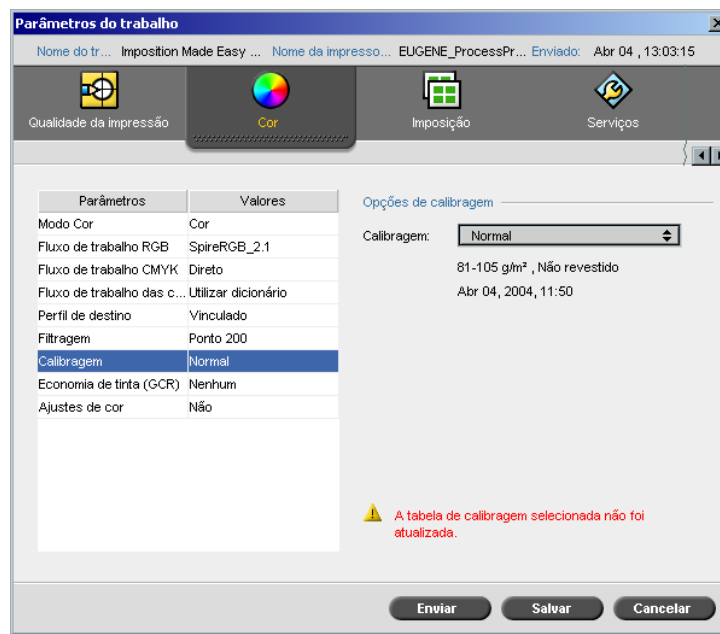 Parâmetros do trabalho
Nome do tr... Imposition Made Easy ... Nome da impresso... EUGENE_ProcessPr... Enviado: Abr 04 , 13:03:15
Qualidade da impressão Cor Imposição Serviços
Parâmetros Valores
Modo Cor Cor
Fluxo de trabalho RGB SpireRGB_2.1
Fluxo de trabalho CMYK Direto
Fluxo de trabalho das c... Utilizar dicionário
Perfil de destino Vinculado
Filtragem Ponto 200
Calibragem Normal
Economia de tinta (GCR) Nenhum
Ajustes de cor Não
Opções de calibragem
Calibragem: Normal
81-105 g/m² , Não revestido
Abr 04, 2004, 11:50
A tabela de calibragem selecionada não foi
atualizada.
Enviar Salvar Cancelar